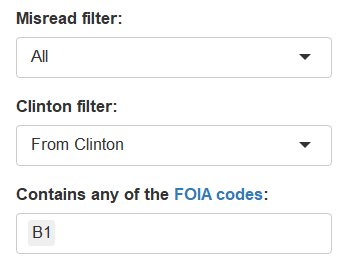 Misread filter:
All
Clinton filter:
From Clinton
Contains any of the FOIA codes:
B1